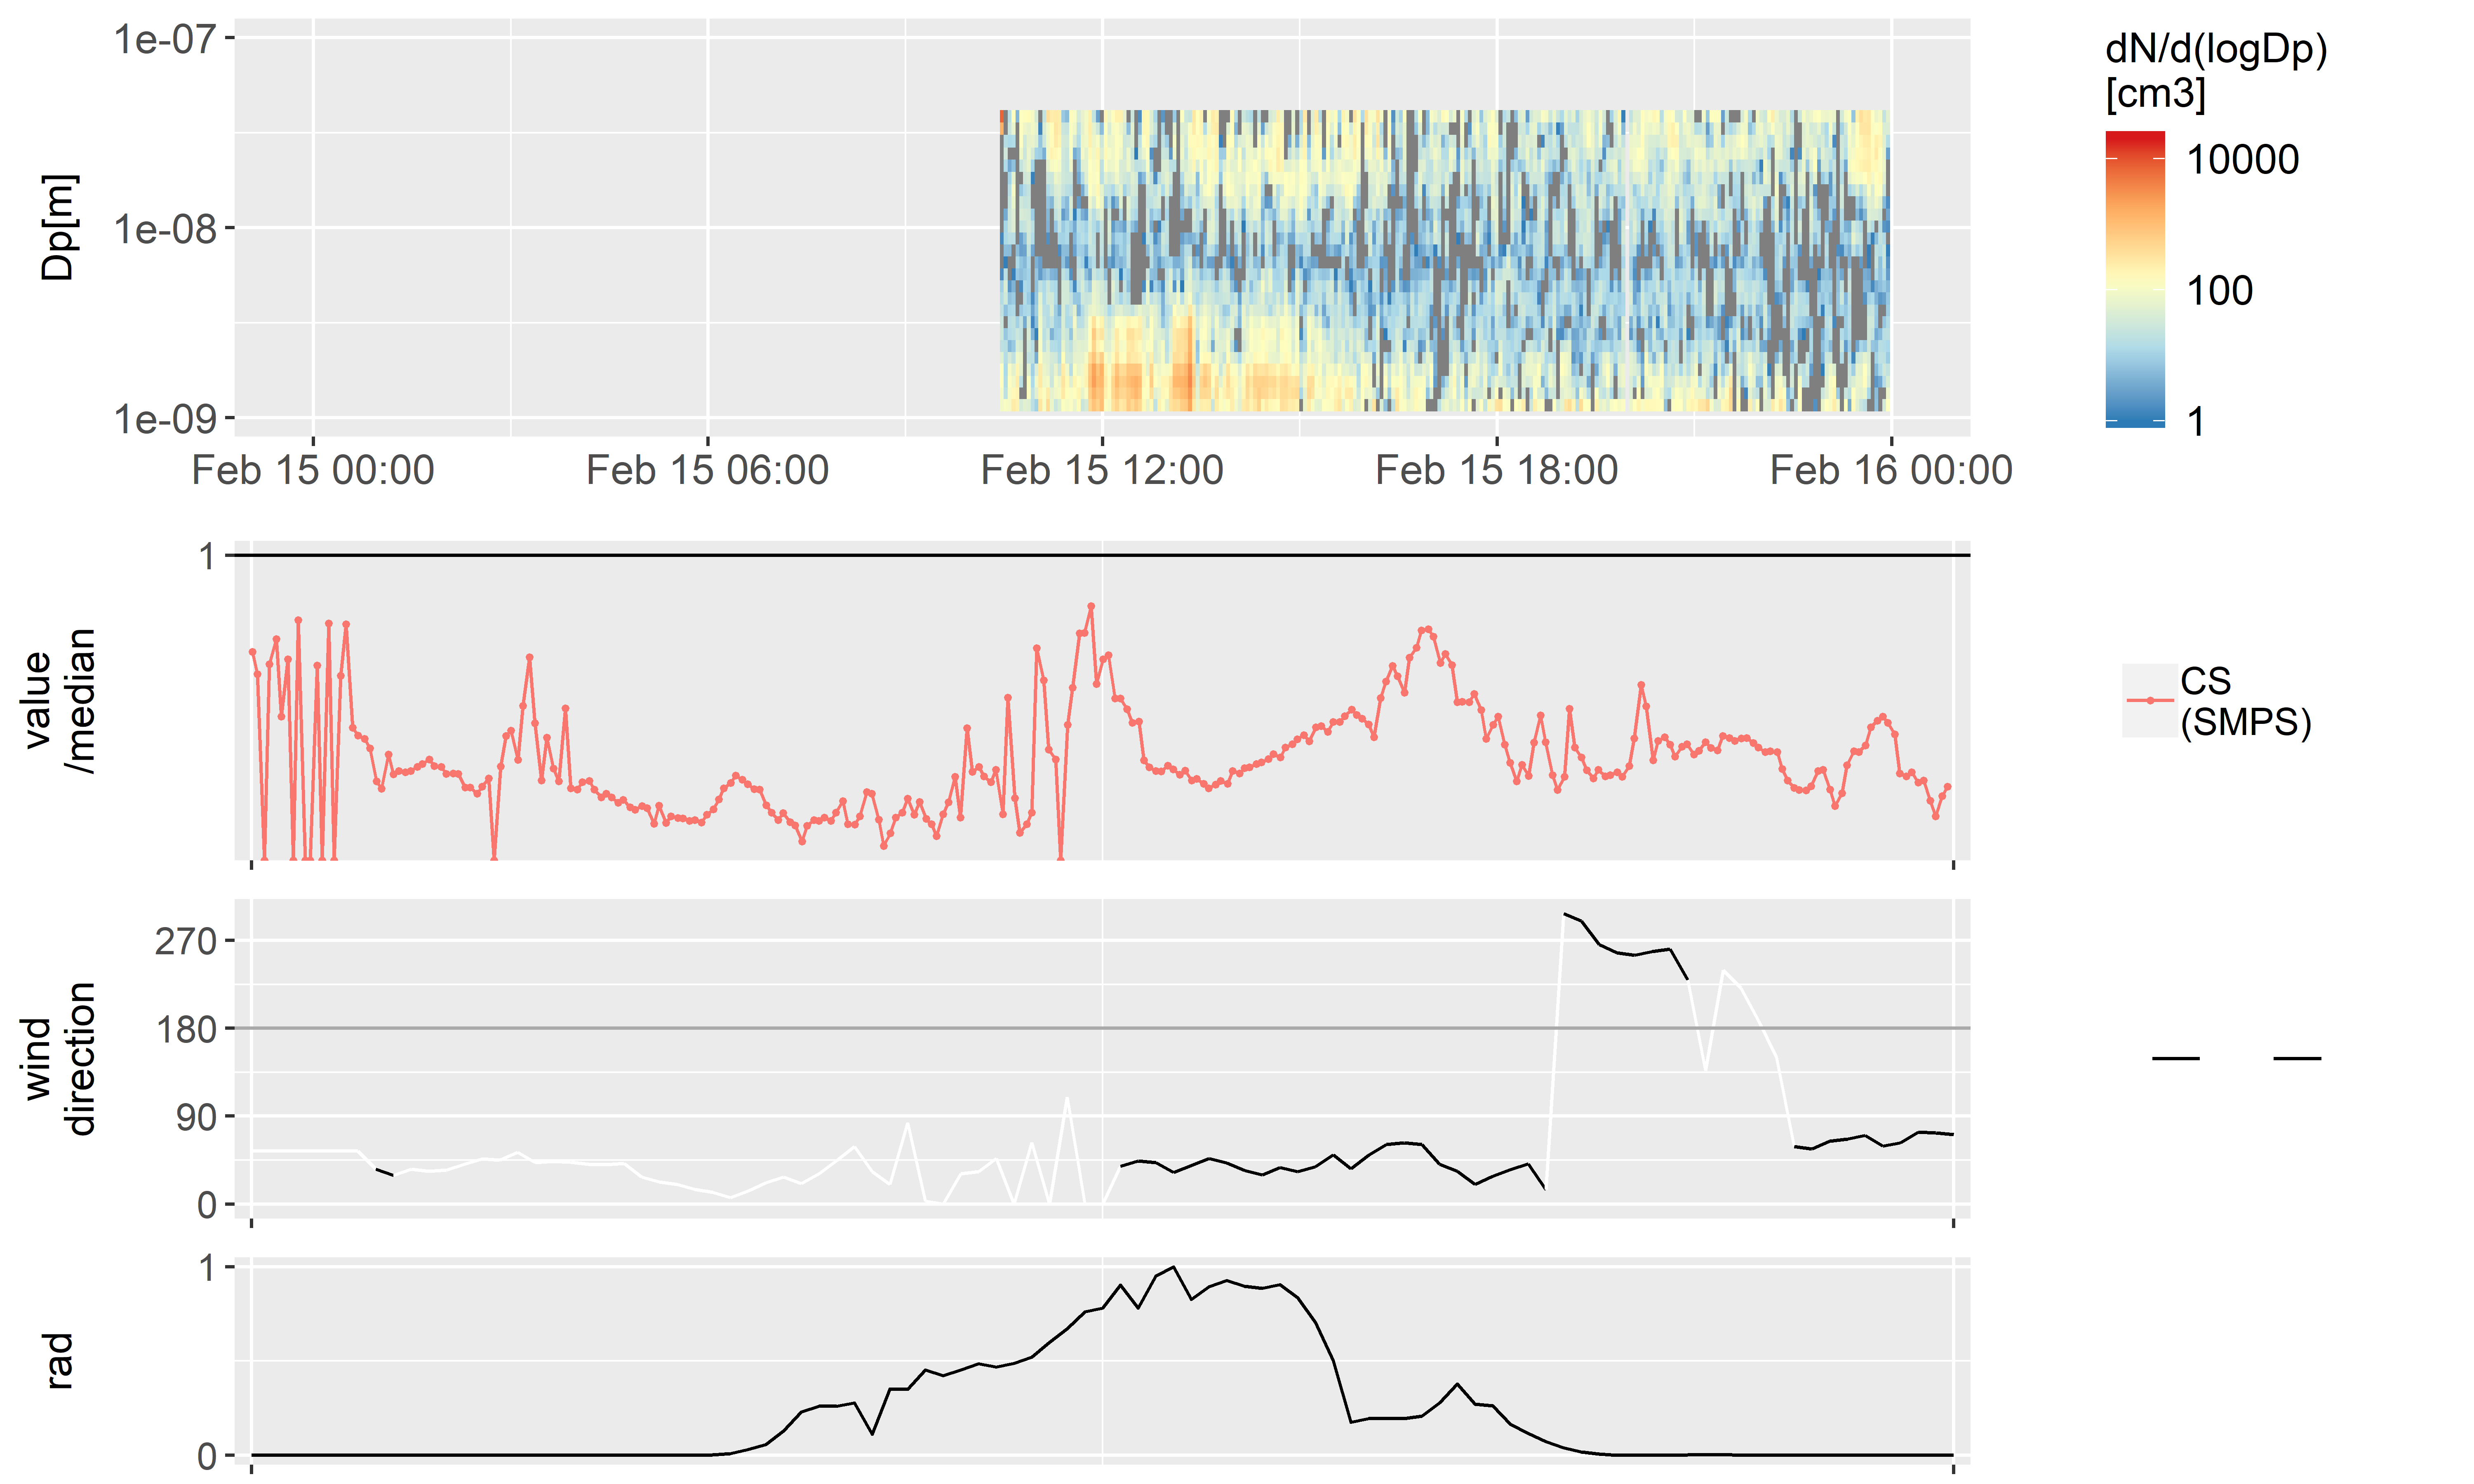 1e-07
1e-08
1e-09
Dp[m]
Feb 15 00:00
Feb 15 06:00
Feb 15 12:00
Feb 15 18:00
Feb 16 00:00
dN/d(logDp)
[cm3]
10000
100
1
1
value
/median
CS
(SMPS)
270
180
90
0
wind
direction
1
0
rad